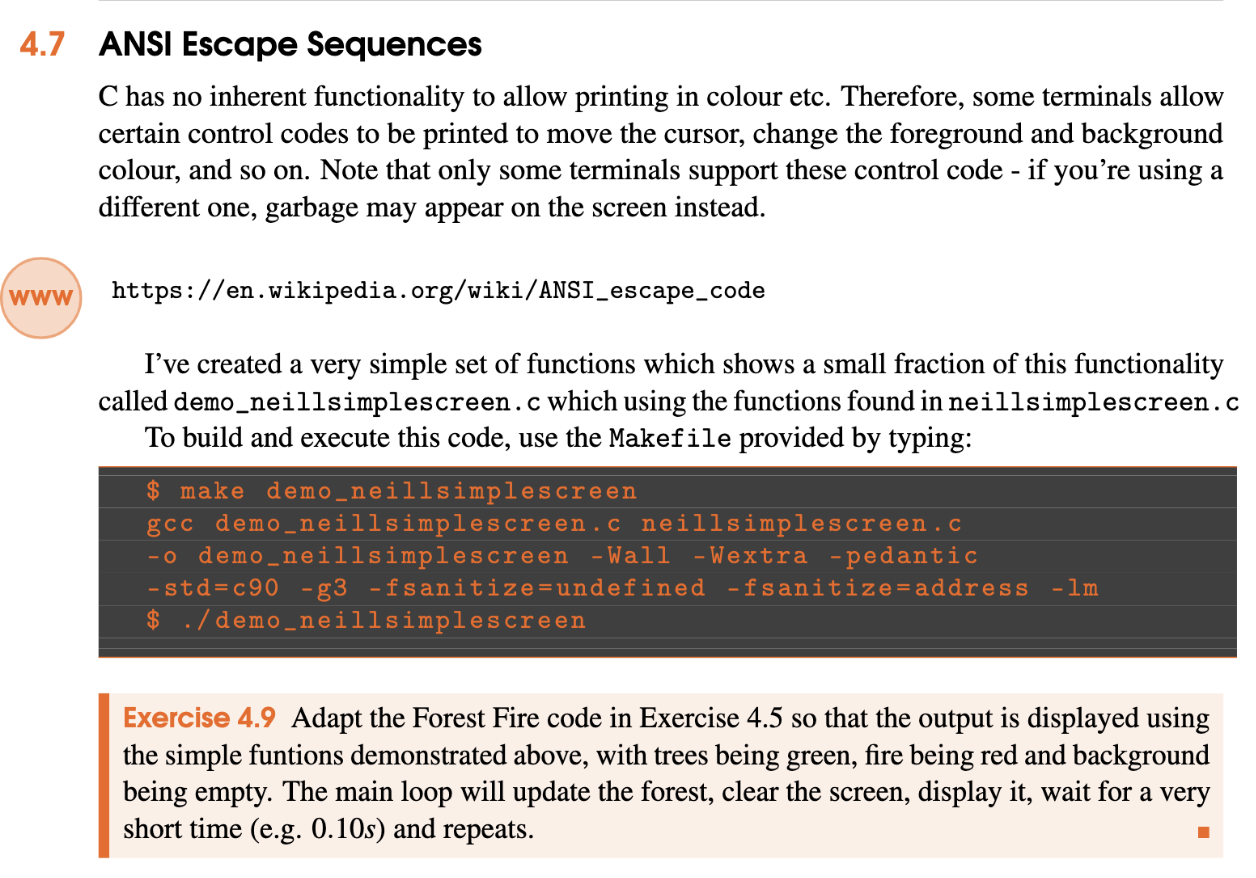 4.7 ANSI Escape Sequences
C has no inherent functionality to allow printing in colour etc. Therefore, some terminals allow
certain control codes to be printed to move the cursor, change the foreground and background
colour, and so on. Note that only some terminals support these control code - if you're using a
different one, garbage may appear on the screen instead.
www https://en.wikipedia.org/wiki/ANSI_escape_code
I've created a very simple set of functions which shows a small fraction of this functionality
called demo_neillsimplescreen.c which using the functions found in neillsimplescreen.c
To build and execute this code, use the Makefile provided by typing:
$ make demo_neillsimplescreen
gcc demo_neillsimplescreen.c neillsimplescreen.c
-o demo_neillsimplescreen -Wall -Wextra -pedantic
-std=c90 -g3 -fsanitize=undefined -fsanitize=address -lm
$ ./demo_neillsimplescreen
Exercise 4.9 Adapt the Forest Fire code in Exercise 4.5 so that the output is displayed using
the simple funtions demonstrated above, with trees being green, fire being red and background
being empty. The main loop will update the forest, clear the screen, display it, wait for a very
short time (e.g. 0.10s) and repeats.